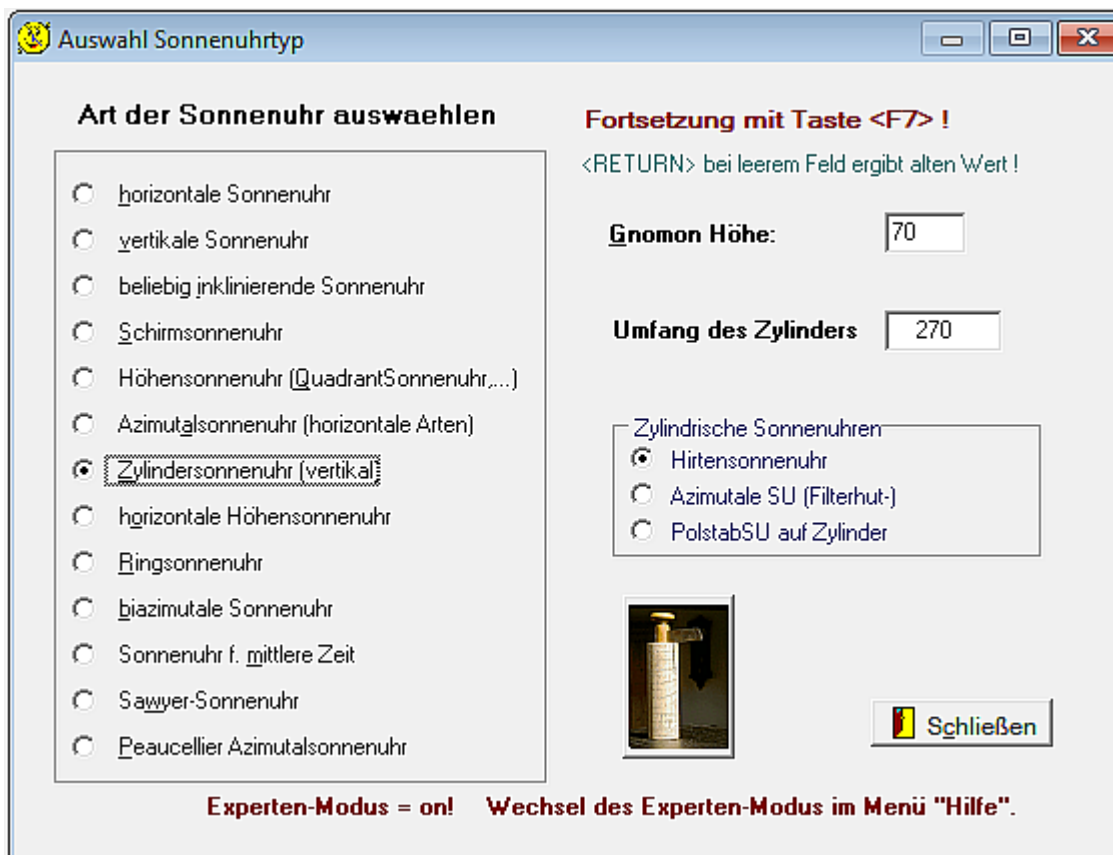 Auswahl Sonnenuhrtyp
Art der Sonnenuhr auswaehlen
horizontale Sonnenuhr
vertikale Sonnenuhr
beliebig inklinierende Sonnenuhr
Schirmsonnenuhr
Höhensonnenuhr (QuadrantSonnenuhr,...)
Azimutalsonnenuhr (horizontale Arten)
Zylindersonnenuhr (vertikal)
horizontale Höhensonnenuhr
Ringsonnenuhr
biazimutale Sonnenuhr
Sonnenuhr f. mittlere Zeit
Sawyer-Sonnenuhr
Peaucellier Azimutalsonnenuhr
Fortsetzung mit Taste <F7> !
<RETURN> bei leerem Feld ergibt alten Wert !
Gnomon Höhe: 70
Umfang des Zylinders 270
Zylindrische Sonnenuhren
Hirtensonnenuhr
Azimutale SU (Filterhut-)
PolstabSU auf Zylinder
Schließen
Experten-Modus = on! Wechsel des Experten-Modus im Menü "Hilfe".